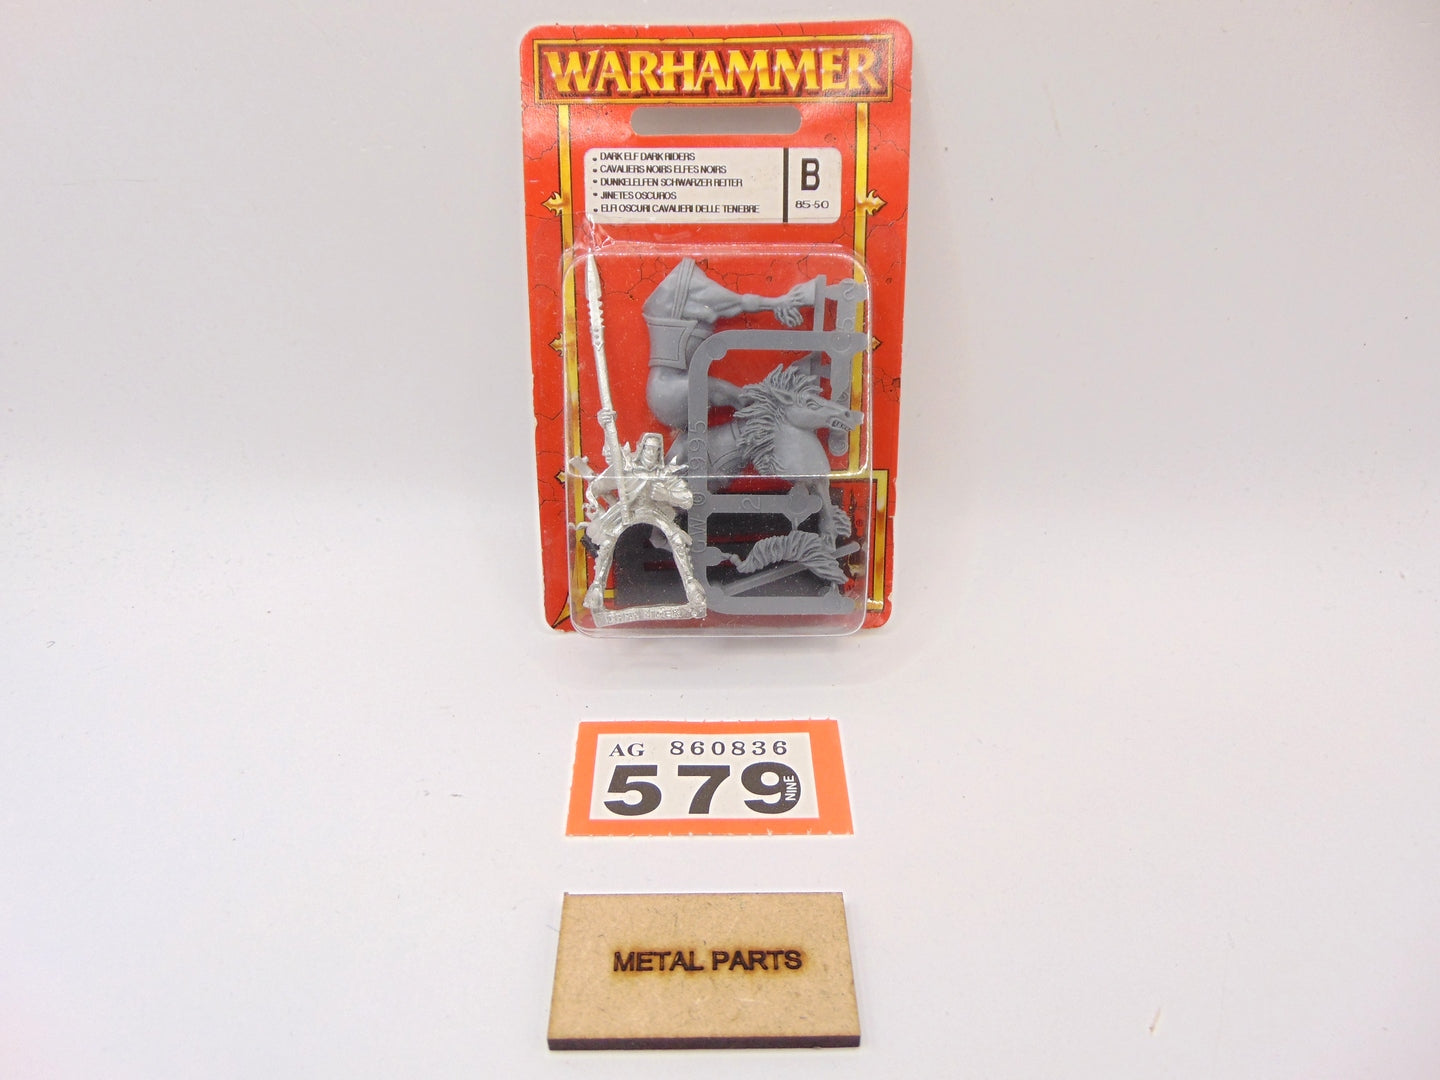 WARHAMMER
• DARK ELF DARK RIDERS
• CAVALIERS NOIRS ELFES NOIRS
• DUNKELELFEN SCHWARZER REITER
• JINETES OSCUROS
• ELFI OSCURI CAVALIERI DELLE TENEBRE
B
85-50
2
AG 860836
579
NINE
METAL PARTS